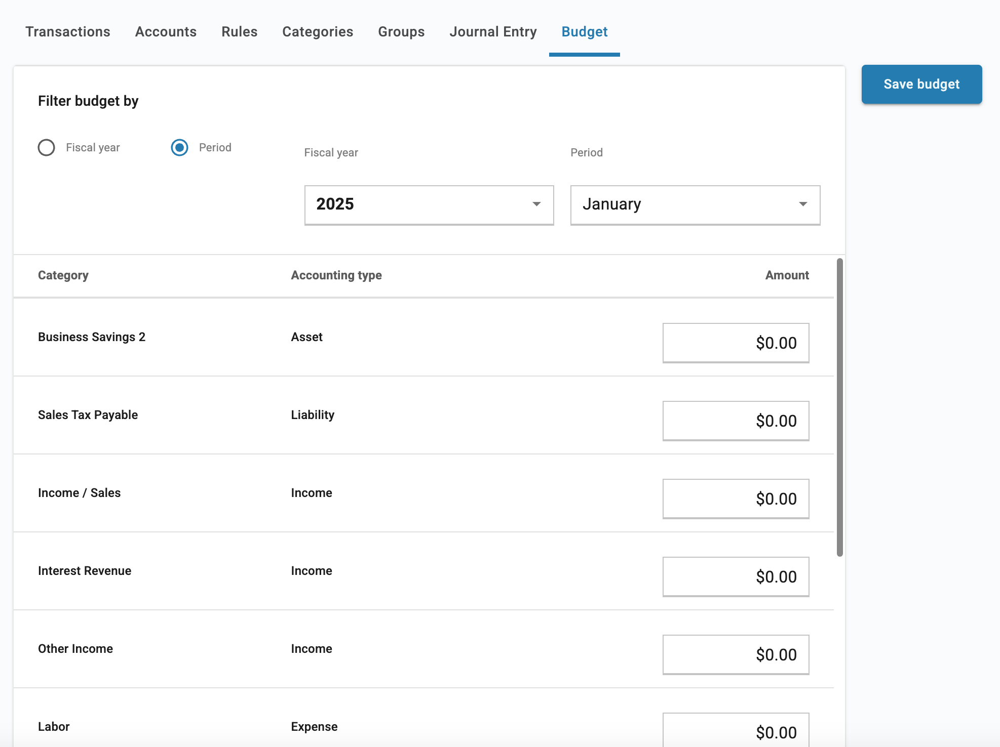 Transactions Accounts Rules Categories Groups Journal Entry Budget
Save budget
Filter budget by
Fiscal year Period Fiscal year Period
2025 January
Category Accounting type Amount
Business Savings 2 Asset $0.00
Sales Tax Payable Liability $0.00
Income / Sales Income $0.00
Interest Revenue Income $0.00
Other Income Income $0.00
Labor Expense $0.00